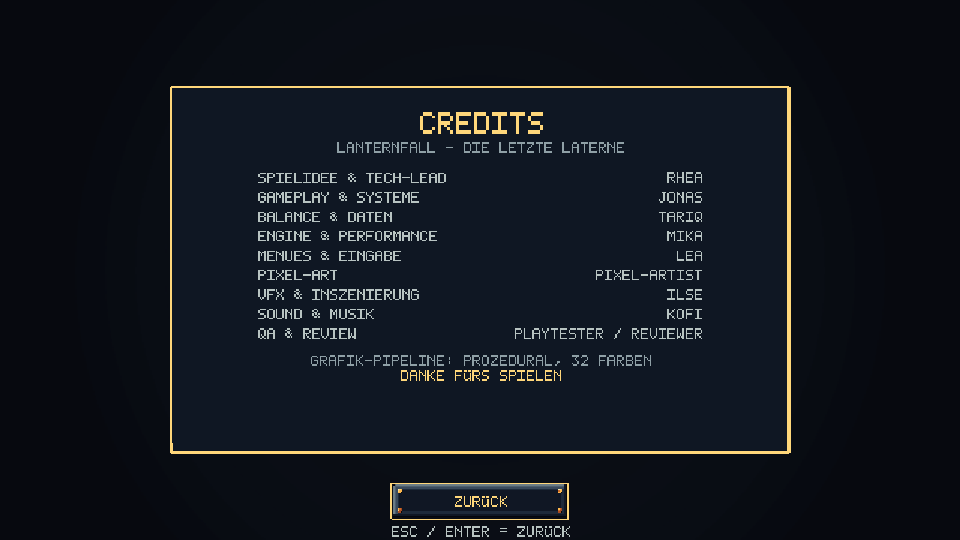 CREDITS
LANTERNFALL - DIE LETZTE LATERNE
SPIELIDEE & TECH-LEAD RHEA
GAMEPLAY & SYSTEME JONAS
BALANCE & DATEN TARIQ
ENGINE & PERFORMANCE MIKA
MENUES & EINGABE LEA
PIXEL-ART PIXEL-ARTIST
VFX & INSZENIERUNG ILSE
SOUND & MUSIK KOFI
QA & REVIEW PLAYTESTER / REVIEWER
GRAFIK-PIPELINE: PROZEDURAL, 32 FARBEN
DANKE FÜRS SPIELEN
ZURÜCK
ESC / ENTER = ZURÜCK